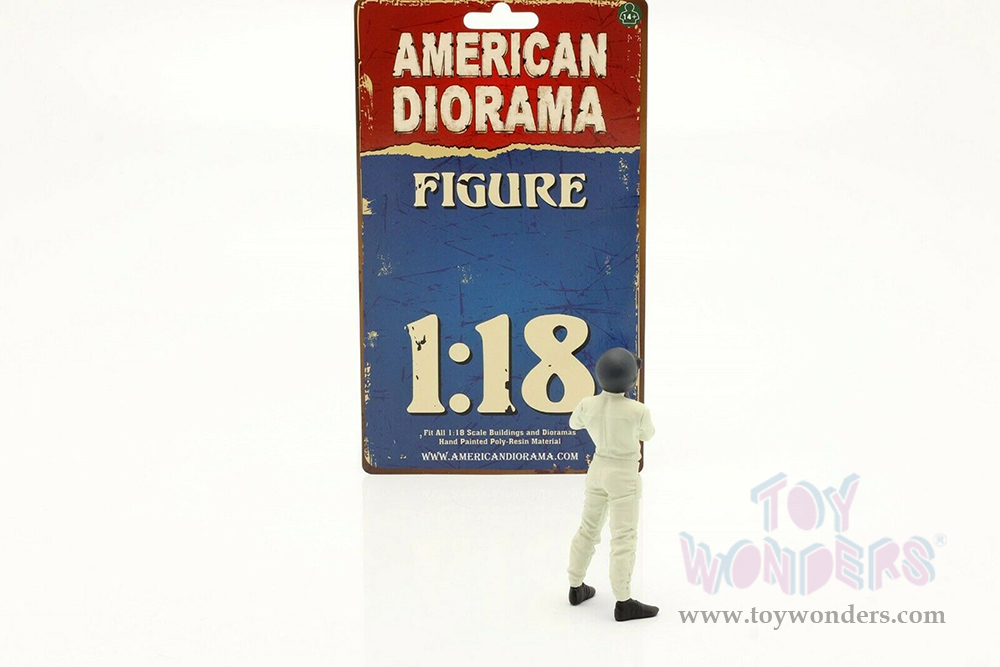 14+
AMERICAN
DIORAMA
FIGURE
1:18
Fit All 1:18 Scale Buildings and Dioramas
Hand Painted Poly-Resin Material
WWW.AMERICANDIORAMA.COM
TOY
WONDERS®
www.toywonders.com